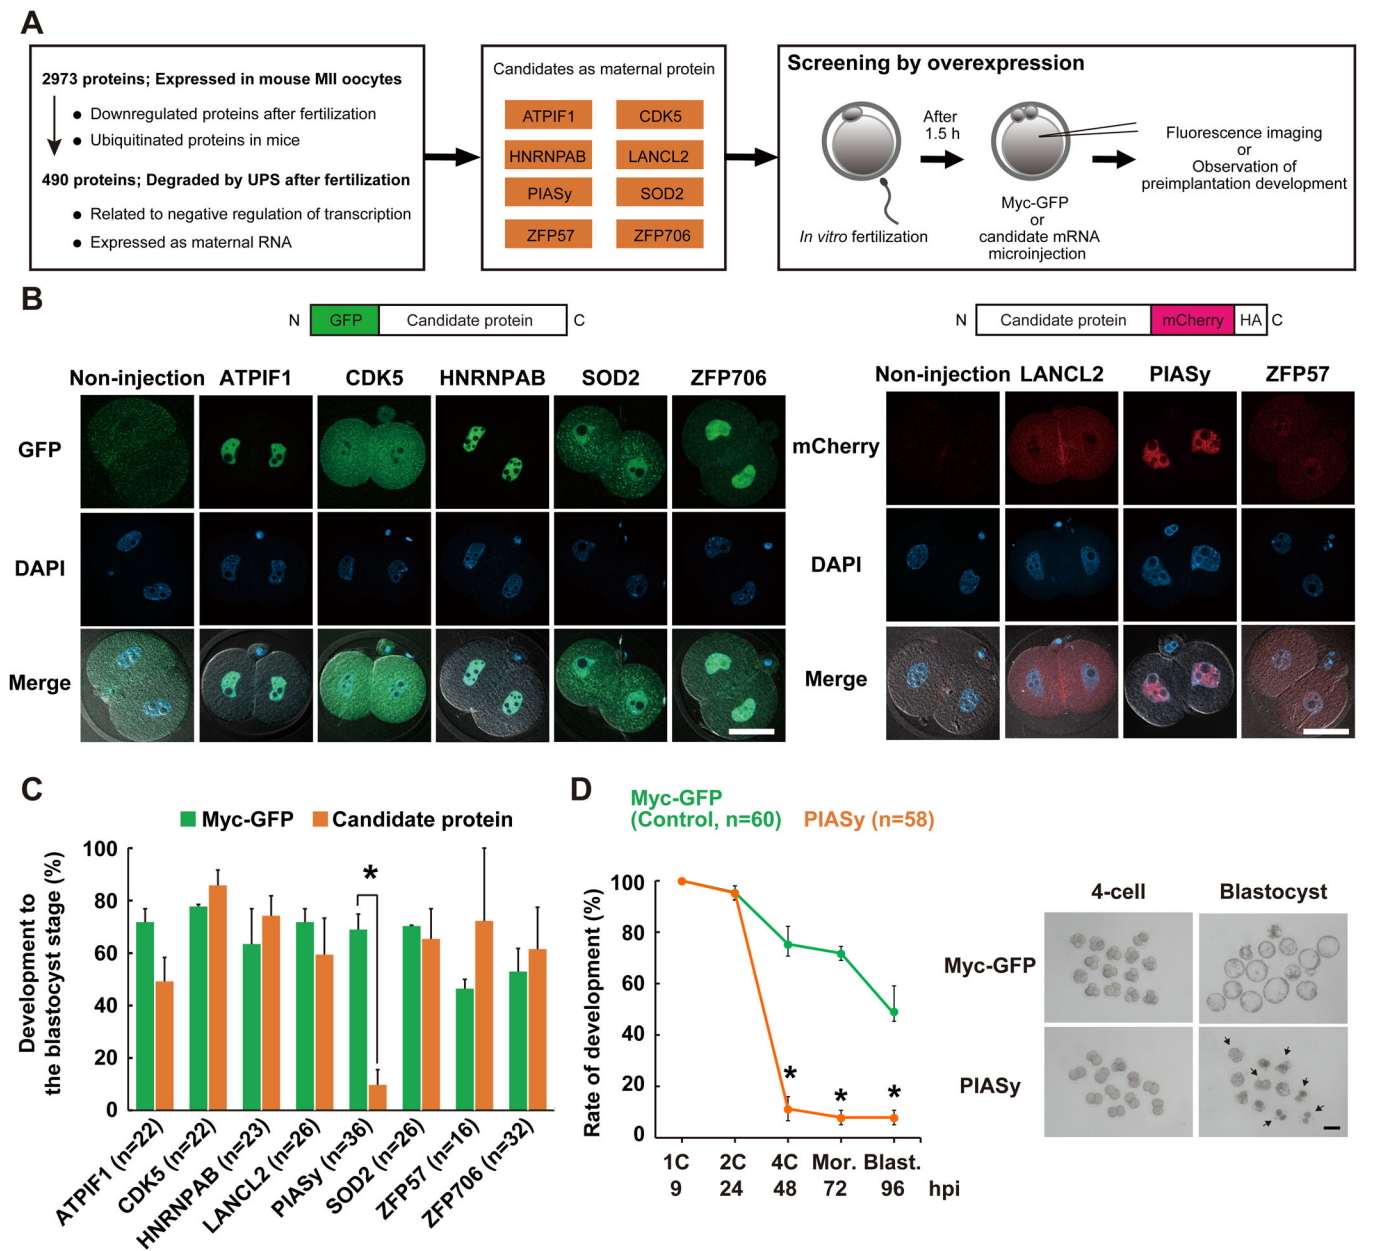 A
2973 proteins; Expressed in mouse MII oocytes
● Downregulated proteins after fertilization
● Ubiquitinated proteins in mice
490 proteins; Degraded by UPS after fertilization
● Related to negative regulation of transcription
● Expressed as maternal RNA
Candidates as maternal protein
ATPIF1 CDK5
HNRNPAB LANCL2
PIASy SOD2
ZFP57 ZFP706
Screening by overexpression
In vitro fertilization
After
1.5 h
Myc-GFP
or
candidate mRNA
microinjection
Fluorescence imaging
or
Observation of
preimplantation development
B
N GFP Candidate protein C
Non-injection ATPIF1 CDK5 HNRNPAB SOD2 ZFP706
GFP
DAPI
Merge
N Candidate protein mCherry HA C
Non-injection LANCL2 PIASy ZFP57
mCherry
DAPI
Merge
C
Myc-GFP Candidate protein
Development to
the blastocyst stage (%)
100
80
60
40
20
0
*
ATPIF1 (n=22)
CDK5 (n=22)
HNRNPAB (n=23)
LANCL2 (n=26)
PIASy (n=36)
SOD2 (n=26)
ZFP57 (n=16)
ZFP706 (n=32)
D
Myc-GFP
(Control, n=60) PIASy (n=58)
Rate of development (%)
100
80
60
40
20
0
* * *
1C 2C 4C Mor. Blast.
9 24 48 72 96 hpi
4-cell Blastocyst
Myc-GFP
PIASy